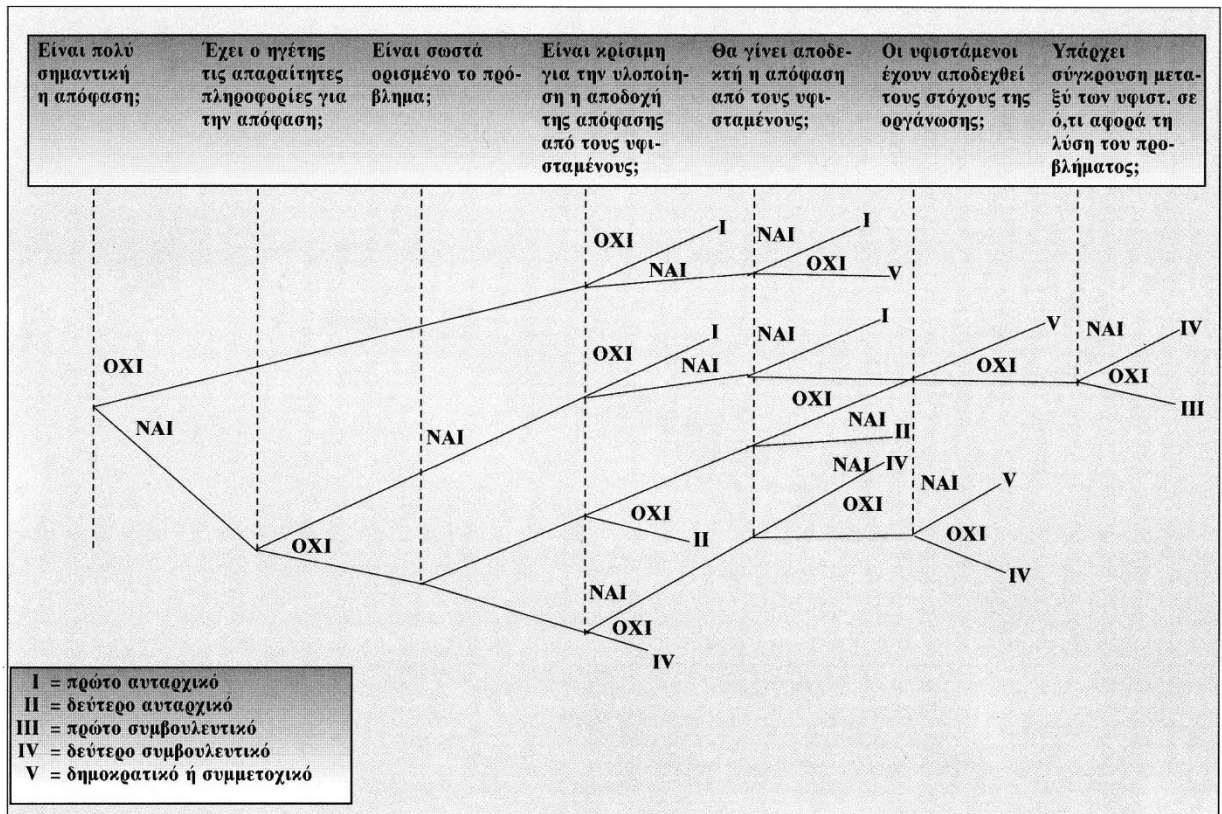 Είναι πολύ
σημαντική
η απόφαση;
Έχει ο ηγέτης
τις απαραίτητες
πληροφορίες για
την απόφαση;
Είναι σωστά
ορισμένο το πρό-
βλημα;
Είναι κρίσιμη
για την υλοποίη-
ση η αποδοχή
της απόφασης
από τους υφι-
σταμένους;
Θα γίνει αποδε-
κτή η απόφαση
από τους υφι-
σταμένους;
Οι υφιστάμενοι
έχουν αποδεχθεί
τους στόχους της
οργάνωσης;
Υπάρχει
σύγκρουση μετα-
ξύ των υφιστ. σε
ό,τι αφορά τη
λύση του προ-
βλήματος;
ΟΧΙ I ΝΑΙ I
ΝΑΙ ΟΧΙ V
ΟΧΙ I ΝΑΙ I V ΝΑΙ IV
ΝΑΙ ΟΧΙ ΟΧΙ
ΟΧΙ ΟΧΙ III
ΝΑΙ ΝΑΙ ΝΑΙ II
ΝΑΙ IV ΝΑΙ V
ΟΧΙ ΟΧΙ ΟΧΙ
ΟΧΙ II
ΝΑΙ IV
ΟΧΙ
IV
I = πρώτο αυταρχικό
II = δεύτερο αυταρχικό
III = πρώτο συμβουλευτικό
IV = δεύτερο συμβουλευτικό
V = δημοκρατικό ή συμμετοχικό